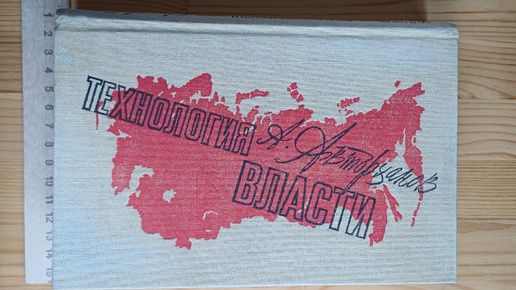 ТЕХНОЛОГИЯ
А. Авторханов
ВЛАСТИ
1 2 3 4 5 6 7 8 9 10 11 12 13 14 15